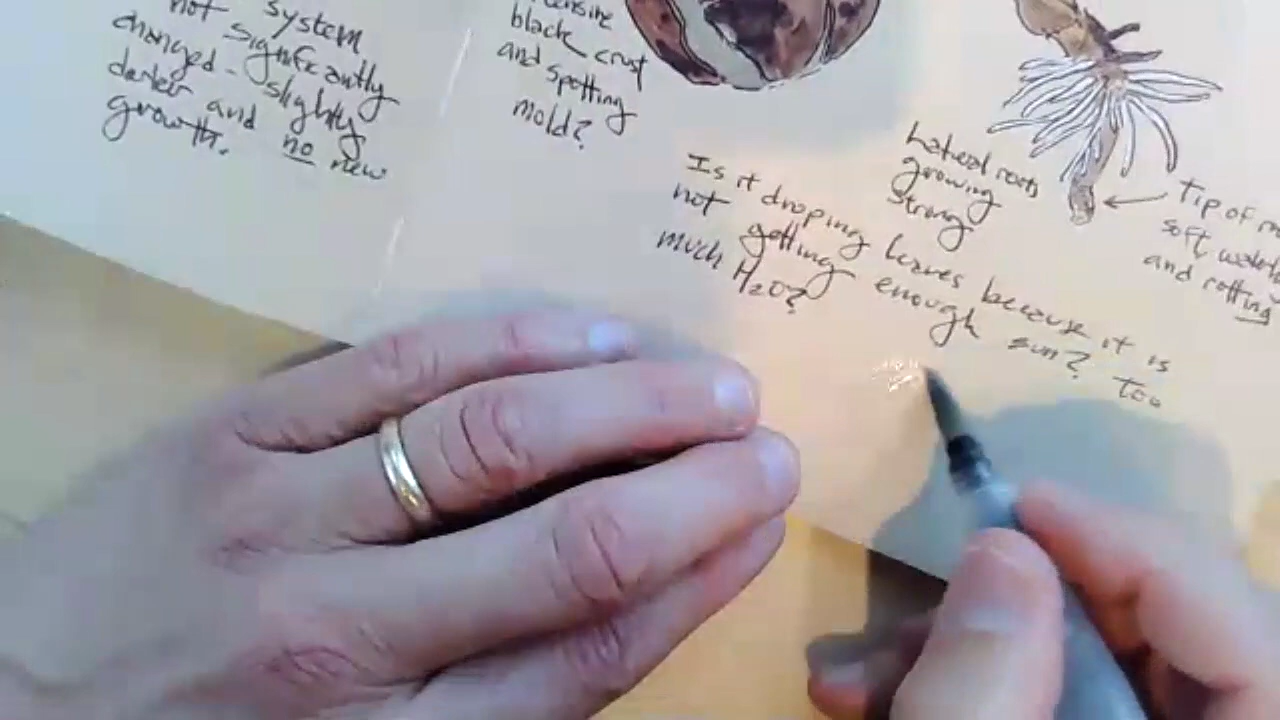 system
not significantly
changed - slightly
darker and no new
growth.
black crust
and spotting
mold?
Is it droping leaves because it is
not getting enough sun? Too
much H2O?
Lateral roots
growing
strong
Tip of
soft,
and rotting